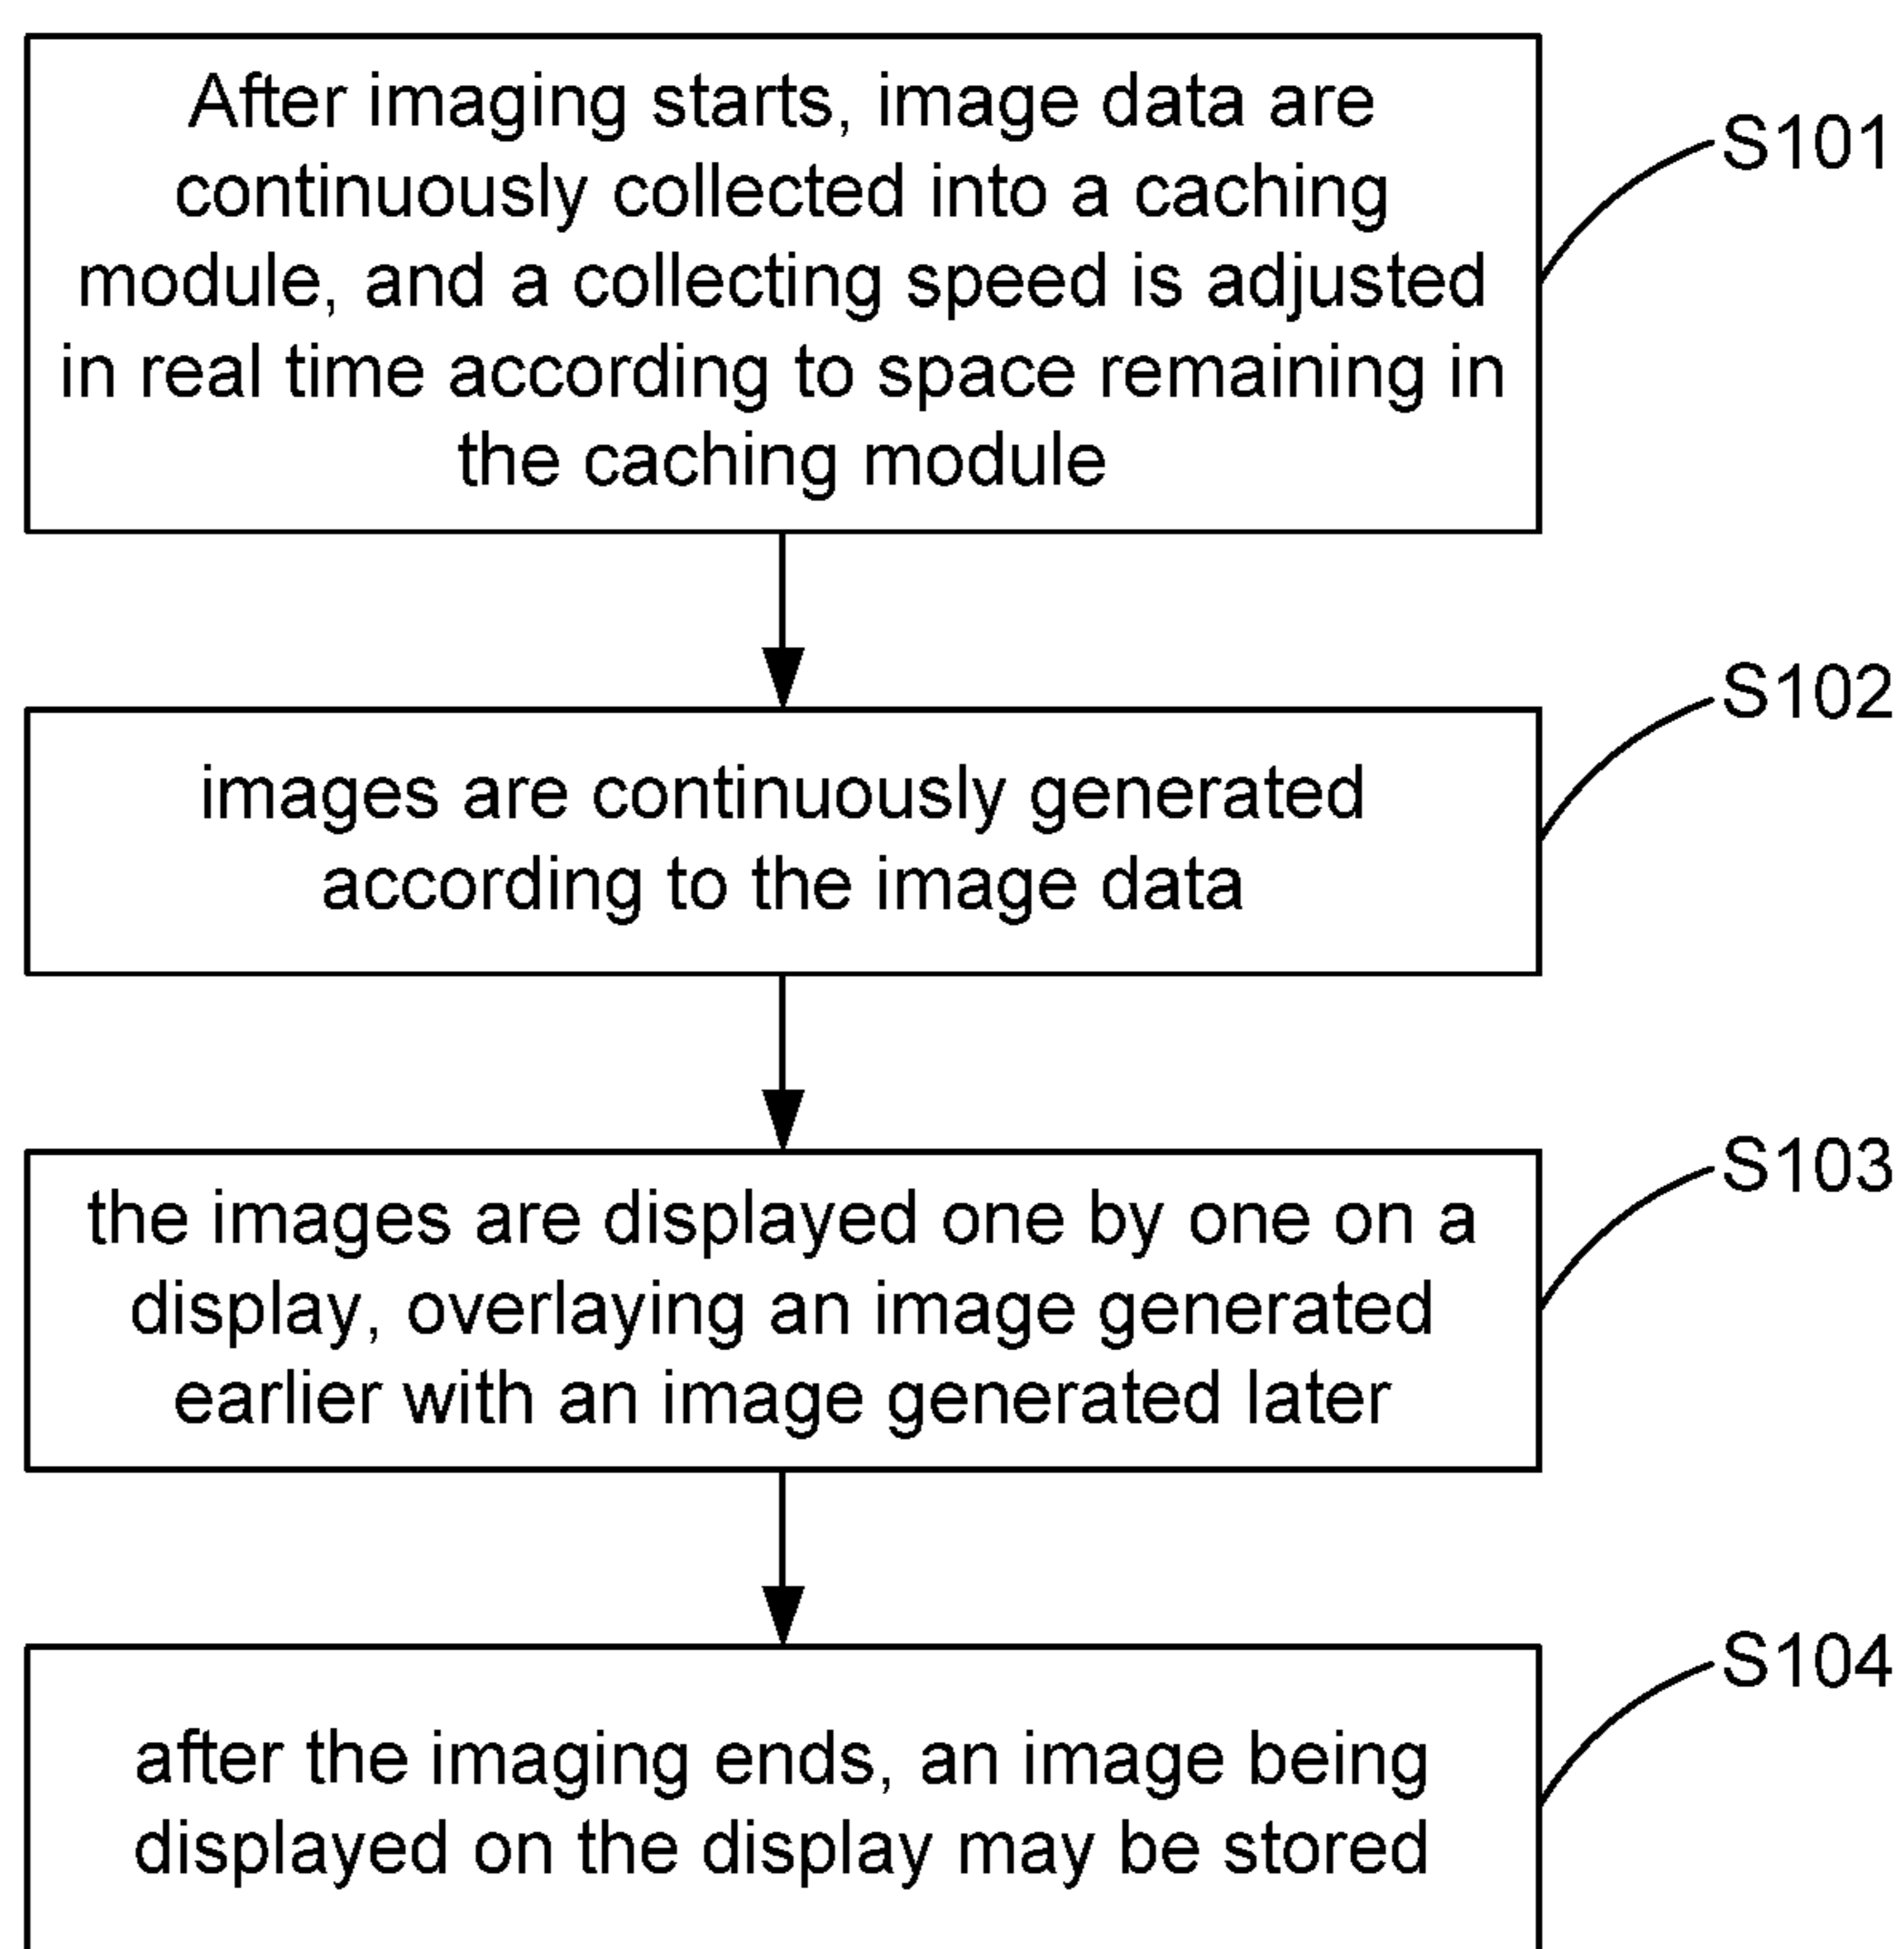 After imaging starts, image data are
continuously collected into a caching
module, and a collecting speed is adjusted
in real time according to space remaining in
the caching module
S101
images are continuously generated
according to the image data
S102
the images are displayed one by one on a
display, overlaying an image generated
earlier with an image generated later
S103
after the imaging ends, an image being
displayed on the display may be stored
S104